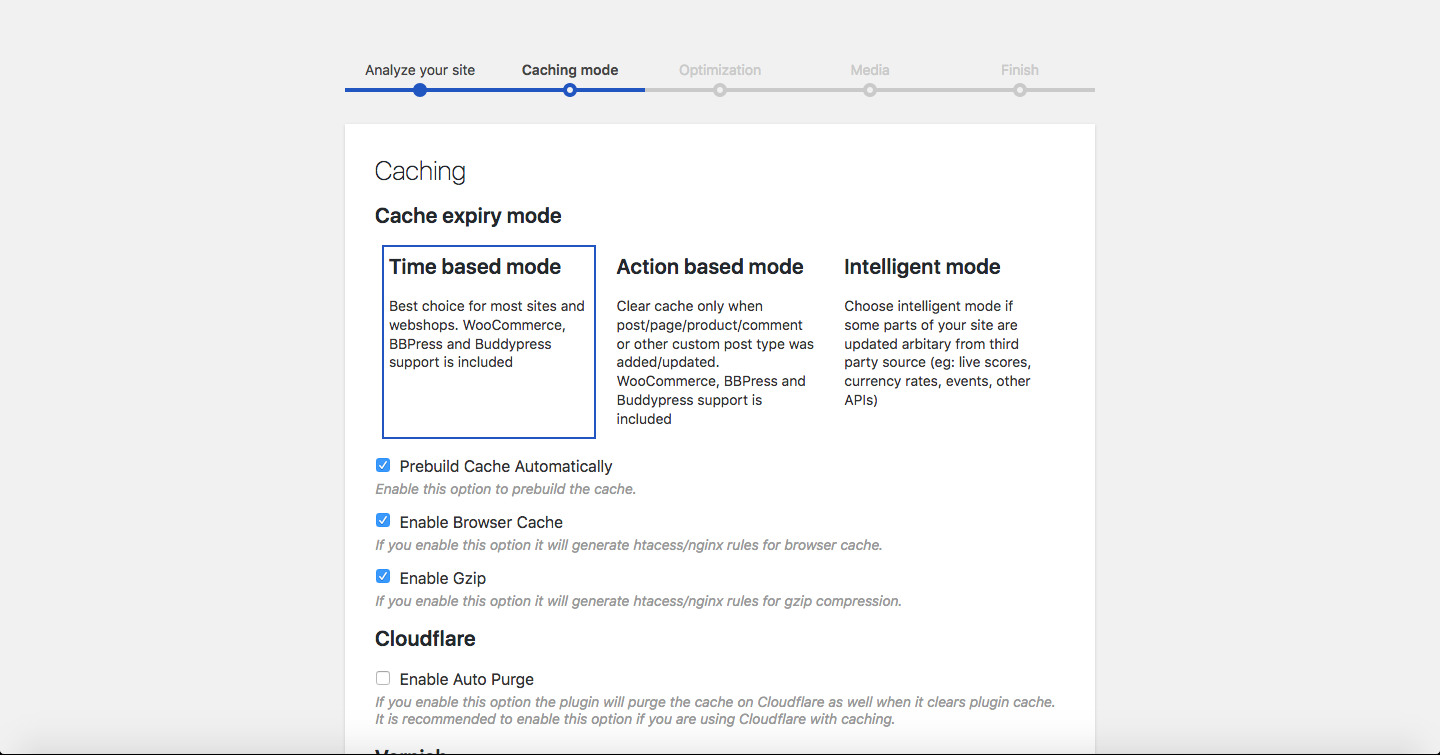 Analyze your site
Caching mode
Optimization
Media
Finish
Caching
Cache expiry mode
Time based mode
Best choice for most sites and
webshops. WooCommerce,
BBPress and Buddypress
support is included
Action based mode
Clear cache only when
post/page/product/comment
or other custom post type was
added/updated.
WooCommerce, BBPress and
Buddypress support is
included
Intelligent mode
Choose intelligent mode if
some parts of your site are
updated arbitary from third
party source (eg: live scores,
currency rates, events, other
APIs)
Prebuild Cache Automatically
Enable this option to prebuild the cache.
Enable Browser Cache
If you enable this option it will generate htacess/nginx rules for browser cache.
Enable Gzip
If you enable this option it will generate htacess/nginx rules for gzip compression.
Cloudflare
Enable Auto Purge
If you enable this option the plugin will purge the cache on Cloudflare as well when it clears plugin cache.
It is recommended to enable this option if you are using Cloudflare with caching.
Varnish